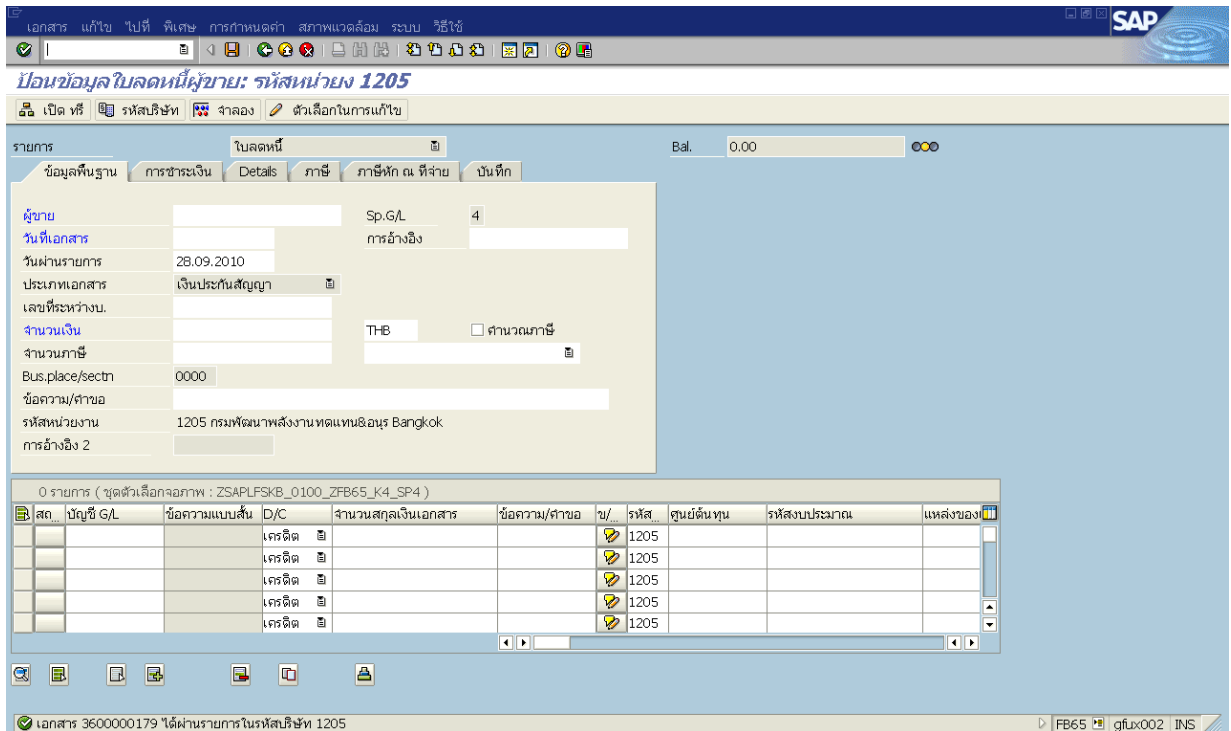 เอกสาร แก้ไข ไปที่ พิเศษ การกำหนดค่า สภาพแวดล้อม ระบบ วิธีใช้
SAP
ป้อนข้อมูลใบลดหนี้ผู้ขาย: รหัสหน่วยง 1205
เปิด ทรี รหัสบริษัท จำลอง ตัวเลือกในการแก้ไข
รายการ ใบลดหนี้ Bal. 0.00
ข้อมูลพื้นฐาน การชำระเงิน Details ภาษี ภาษีหัก ณ ที่จ่าย บันทึก
ผู้ขาย Sp.G/L 4
วันที่เอกสาร การอ้างอิง
วันผ่านรายการ 28.09.2010
ประเภทเอกสาร เงินประกันสัญญา
เลขที่ระหว่างบ.
จำนวนเงิน THB คำนวณภาษี
จำนวนภาษี
Bus.place/sectn 0000
ข้อความ/คำขอ
รหัสหน่วยงาน 1205 กรมพัฒนาพลังงานทดแทน&อนุร Bangkok
การอ้างอิง 2
0 รายการ ( ชุดตัวเลือกจอภาพ : ZSAPLFSKB_0100_ZFB65_K4_SP4 )
สถ... บัญชี G/L ข้อความแบบสั้น D/C จำนวนสกุลเงินเอกสาร ข้อความ/คำขอ ข/... รหัส... ศูนย์ต้นทุน รหัสงบประมาณ แหล่งของเ
เครดิต 1205
เครดิต 1205
เครดิต 1205
เครดิต 1205
เครดิต 1205
เอกสาร 3600000179 ได้ผ่านรายการในรหัสบริษัท 1205 FB65 gfux002 INS